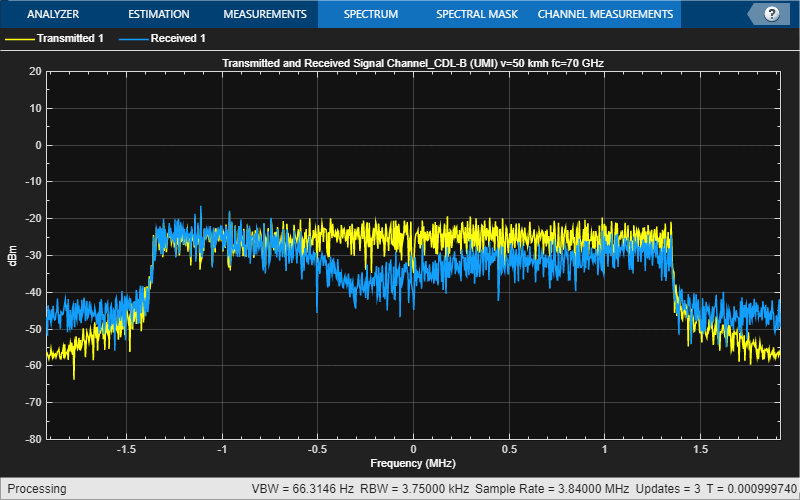 ANALYZER ESTIMATION MEASUREMENTS SPECTRUM SPECTRAL MASK CHANNEL MEASUREMENTS ?
Transmitted 1 Received 1
Transmitted and Received Signal Channel_CDL-B (UMI) v=50 kmh fc=70 GHz
20
10
0
-10
-20
-30
-40
-50
-60
-70
-80
dBm
-1.5 -1 -0.5 0 0.5 1 1.5
Frequency (MHz)
Processing VBW = 66.3146 Hz RBW = 3.75000 kHz Sample Rate = 3.84000 MHz Updates = 3 T = 0.000999740